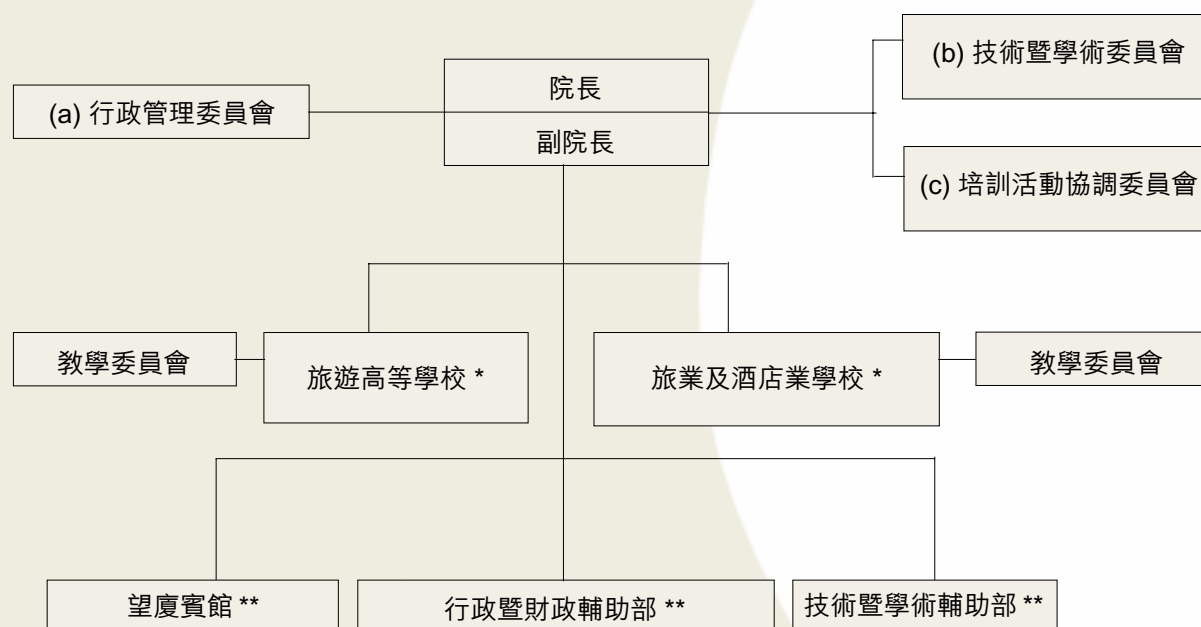 (b) 技術暨學術委員會
院長
(a) 行政管理委員會
副院長
(c) 培訓活動協調委員會
教學委員會
旅遊高等學校 *
旅業及酒店業學校 *
教學委員會
望廈賓館 **
行政暨財政輔助部 **
技術暨學術輔助部 **